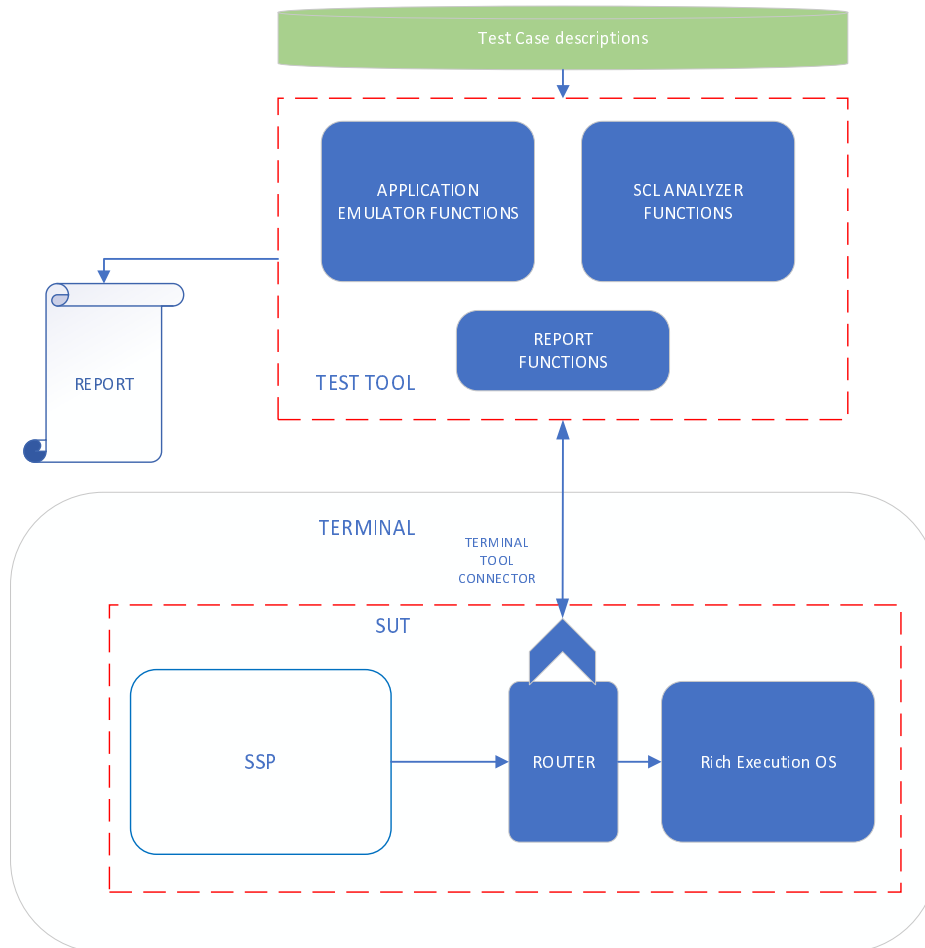 Test Case descriptions
APPLICATION
EMULATOR FUNCTIONS
SCL ANALYZER
FUNCTIONS
REPORT
FUNCTIONS
TEST TOOL
REPORT
TERMINAL
TERMINAL
TOOL
CONNECTOR
SUT
SSP
ROUTER
Rich Execution OS